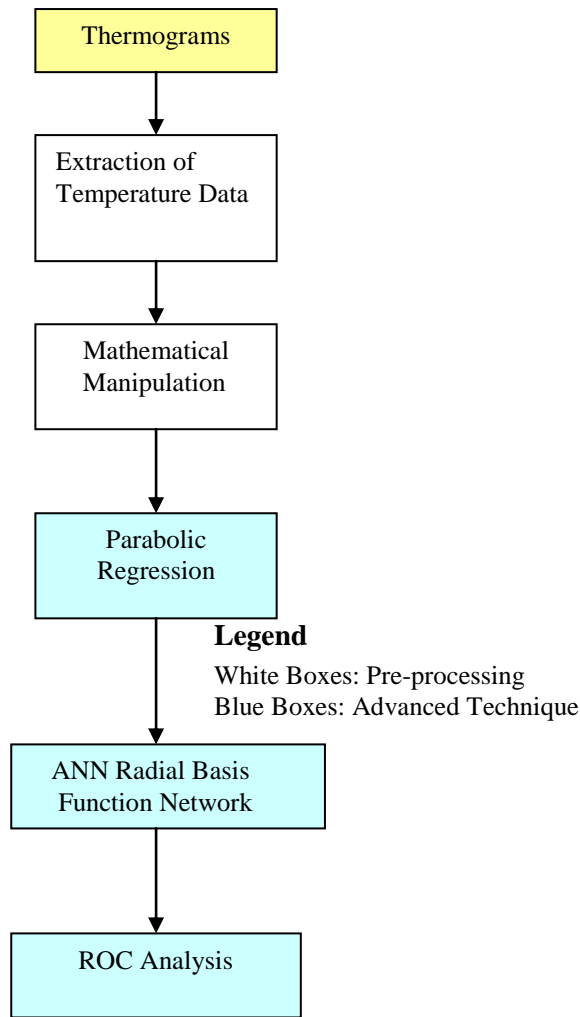 Thermograms
Extraction of
Temperature Data
Mathematical
Manipulation
Parabolic
Regression
Legend
White Boxes: Pre-processing
Blue Boxes: Advanced Technique
ANN Radial Basis
Function Network
ROC Analysis